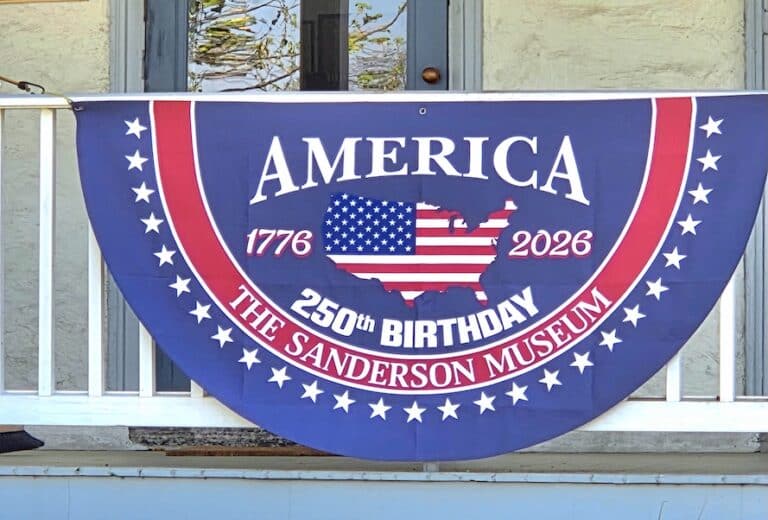 AMERICA
1776 2026
250th BIRTHDAY
THE SANDERSON MUSEUM